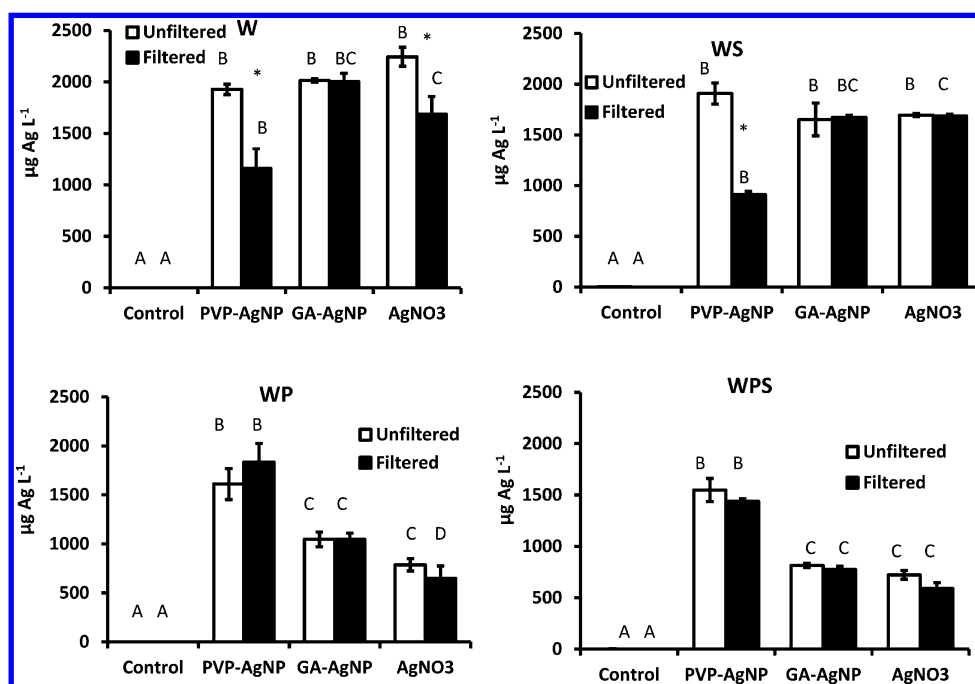 W
Unfiltered
Filtered
2500
2000
1500
1000
500
0
µg Ag L-1
A A
B * B
B BC
B * C
Control PVP-AgNP GA-AgNP AgNO3
WS
Unfiltered
Filtered
2500
2000
1500
1000
500
0
µg Ag L-1
A A
B * B
B BC
B C
Control PVP-AgNP GA-AgNP AgNO3
WP
Unfiltered
Filtered
2500
2000
1500
1000
500
0
µg Ag L-1
A A
B B
C C
C D
Control PVP-AgNP GA-AgNP AgNO3
WPS
Unfiltered
Filtered
2500
2000
1500
1000
500
0
µg Ag L-1
A A
B B
C C
C C
Control PVP-AgNP GA-AgNP AgNO3